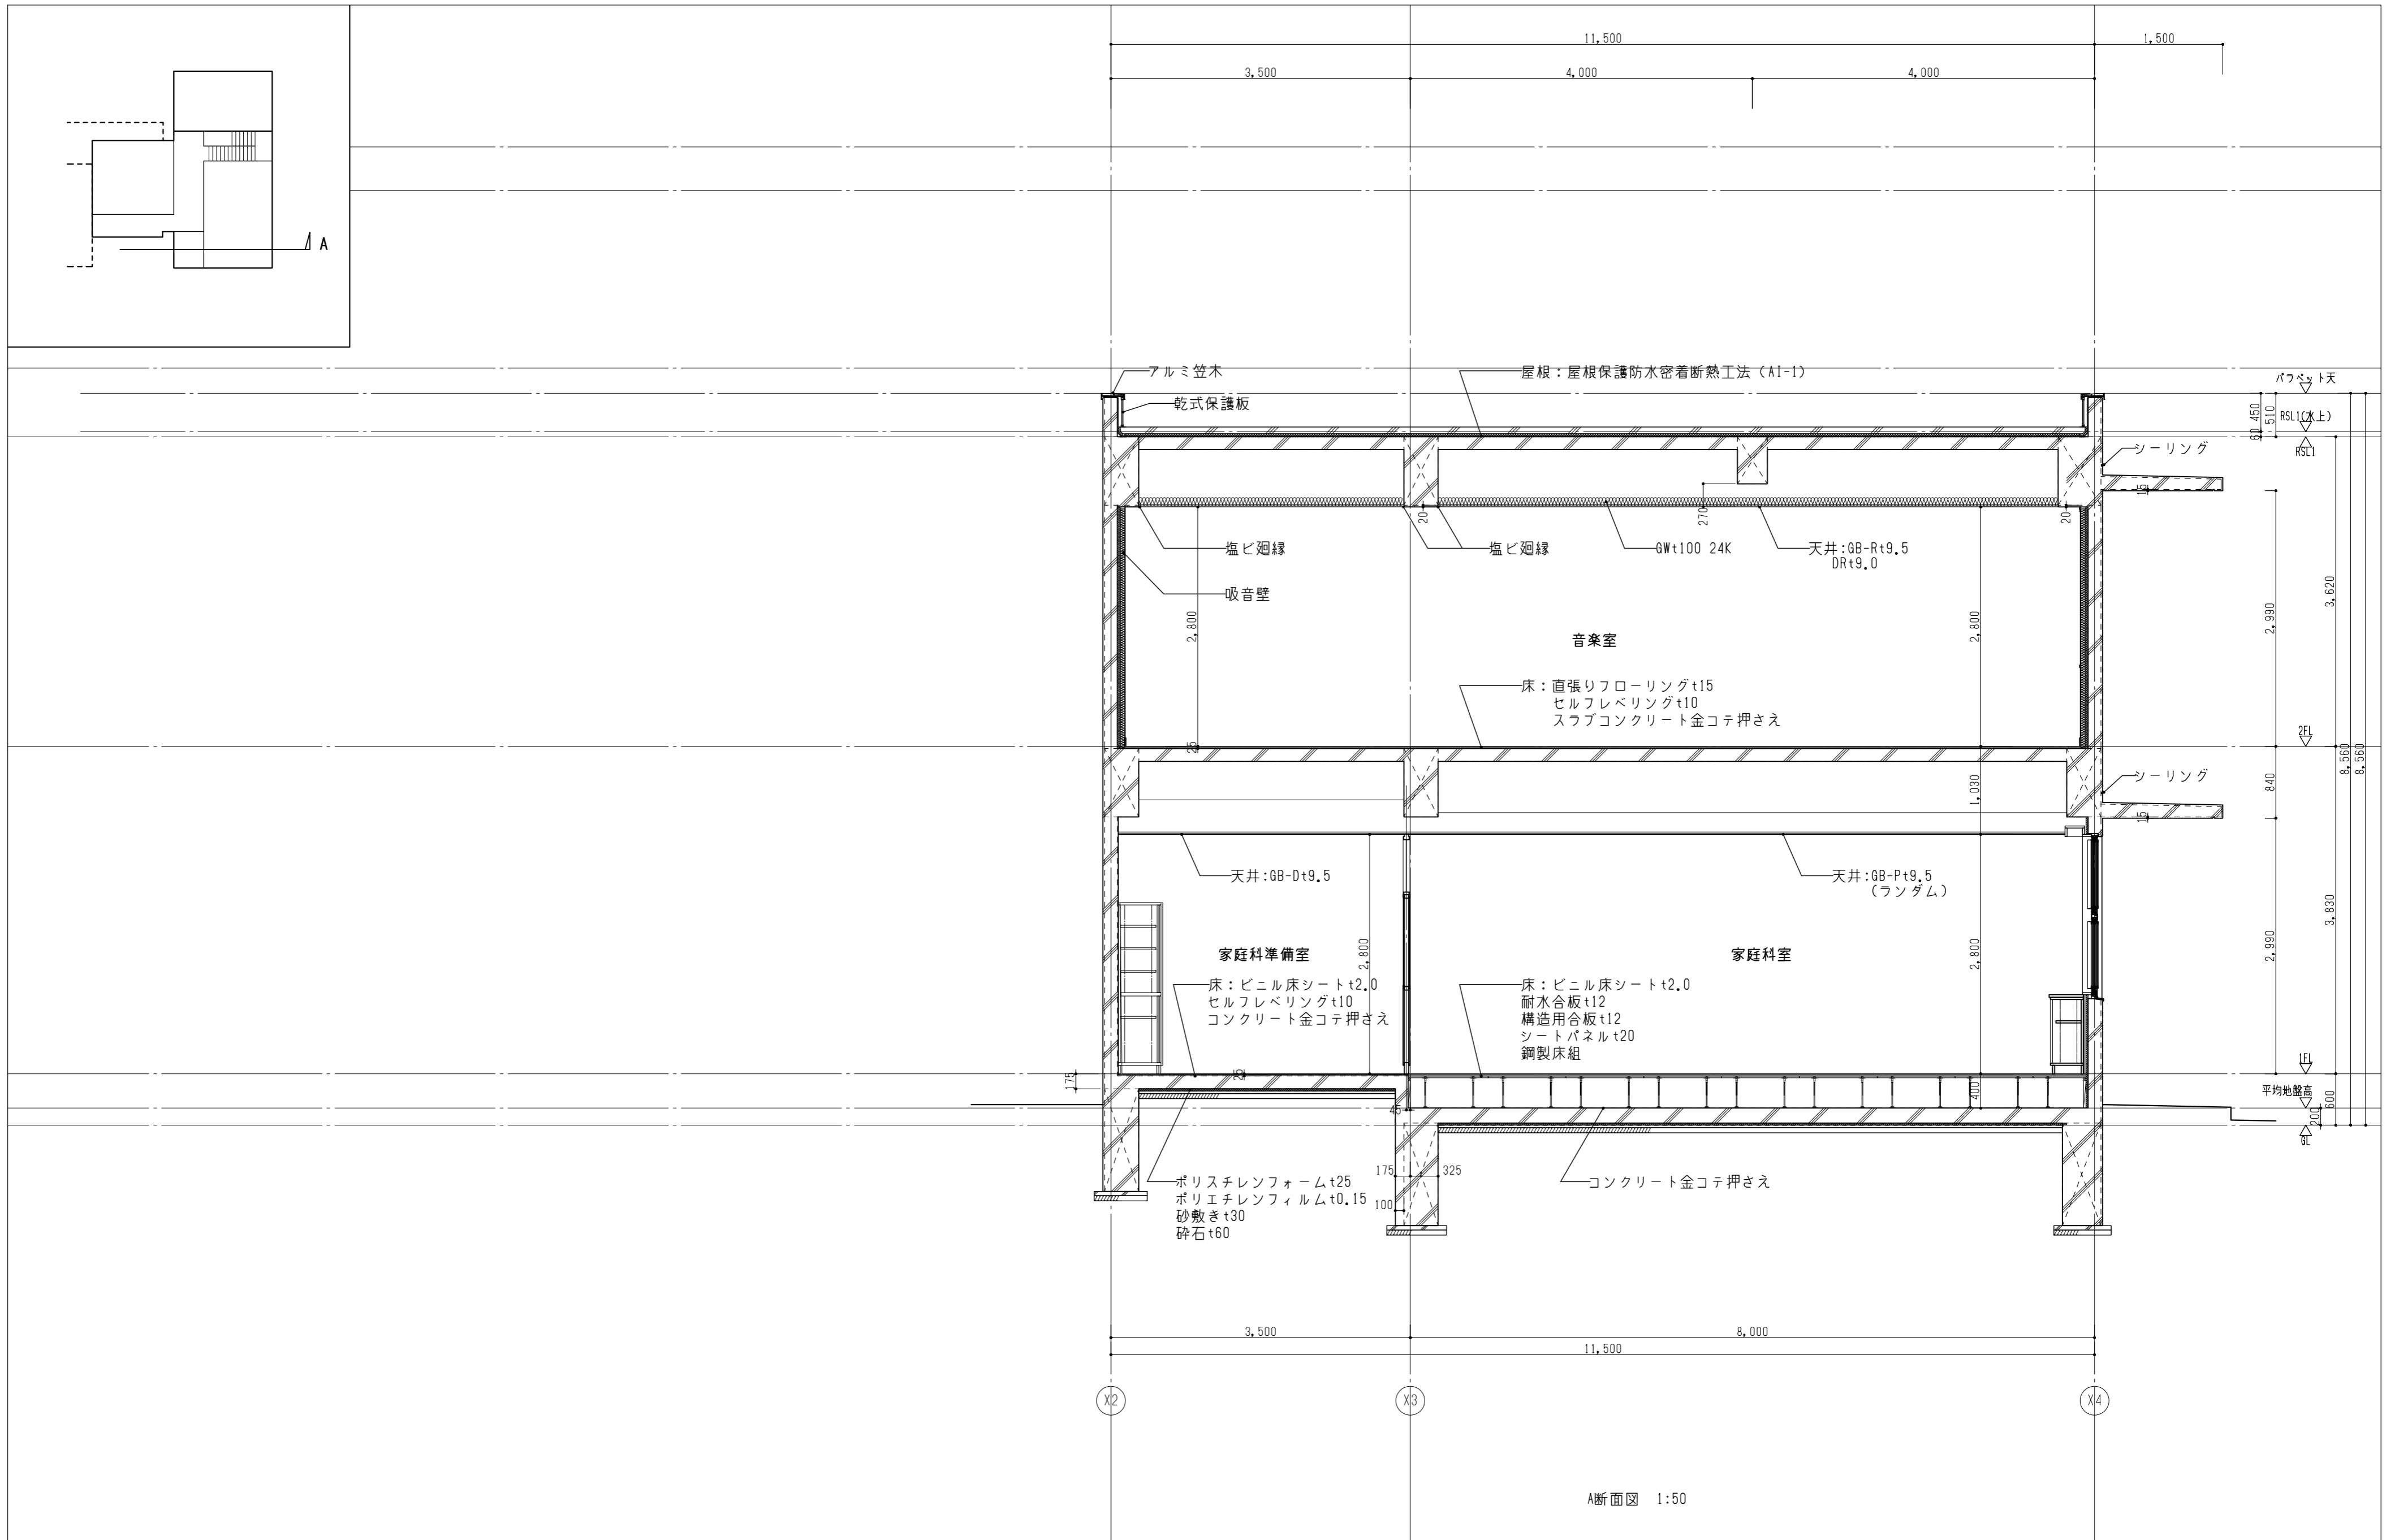 11,500
1,500
3,500
4,000
4,000
A
アルミ笠木
屋根：屋根保護防水密着断熱工法（AI-1）
乾式保護板
パラペット天
450
510
RSL1(水上)
60
RSL1
シーリング
15
20
270
20
塩ビ廻縁
塩ビ廻縁
GWt100 24K
天井:GB-Rt9.5
DRt9.0
吸音壁
2,800
2,800
2,990
3,620
音楽室
床：直張りフローリングt15
セルフレベリングt10
スラブコンクリート金コテ押さえ
25
2FL
8,560
8,560
シーリング
1,030
840
15
天井:GB-Dt9.5
天井:GB-Pt9.5
（ランダム）
3,830
2,990
家庭科準備室
2,800
家庭科室
2,800
床：ビニル床シートt2.0
セルフレベリングt10
コンクリート金コテ押さえ
床：ビニル床シートt2.0
耐水合板t12
構造用合板t12
シートパネルt20
鋼製床組
1FL
175
25
400
平均地盤高
600
45
200
GL
175
325
100
ポリスチレンフォームt25
ポリエチレンフィルムt0.15
砂敷きt30
砕石t60
コンクリート金コテ押さえ
3,500
8,000
11,500
X2
X3
X4
A断面図 1:50